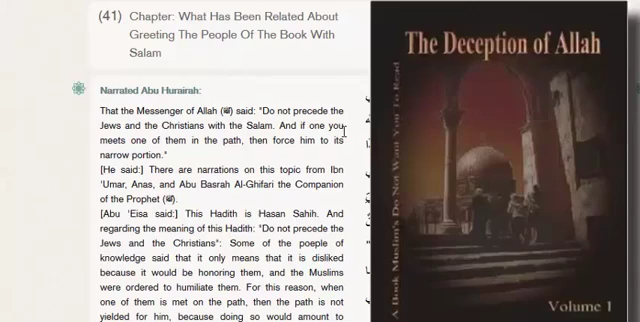 (41) Chapter: What Has Been Related About
Greeting The People Of The Book With
Salam
Narrated Abu Hurairah:
That the Messenger of Allah (ﷺ) said: "Do not precede the
Jews and the Christians with the Salam. And if one you
meets one of them in the path, then force him to its
narrow portion."
[He said:] There are narrations on this topic from Ibn
'Umar, Anas, and Abu Basrah Al-Ghifari the Companion
of the Prophet (ﷺ).
[Abu 'Eisa said:] This Hadith is Hasan Sahih. And
regarding the meaning of this Hadith: "Do not precede the
Jews and the Christians": Some of the poeple of
knowledge said that it only means that it is disliked
because it would be honoring them, and the Muslims
were ordered to humiliate them. For this reason, when
one of them is met on the path, then the path is not
yielded for him, because doing so would amount to
The Deception of Allah
A Book Muslim's Do Not Want You To Read
Volume 1